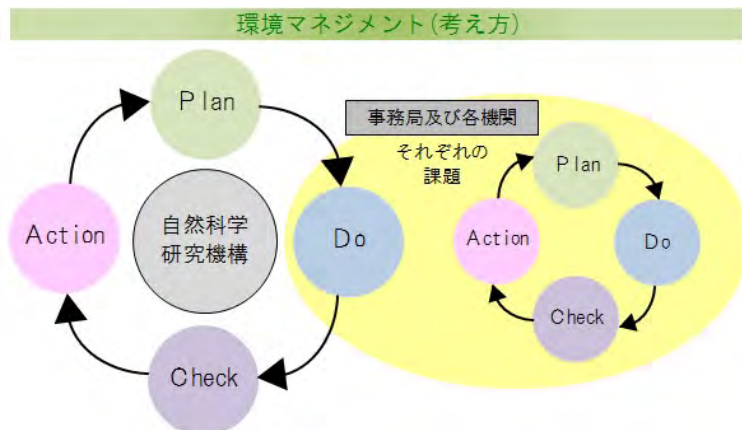 環境マネジメント(考え方)
Plan
Action
自然科学
研究機構
Do
Check
事務局及び各機関
それぞれの
課題
Plan
Action
Do
Check